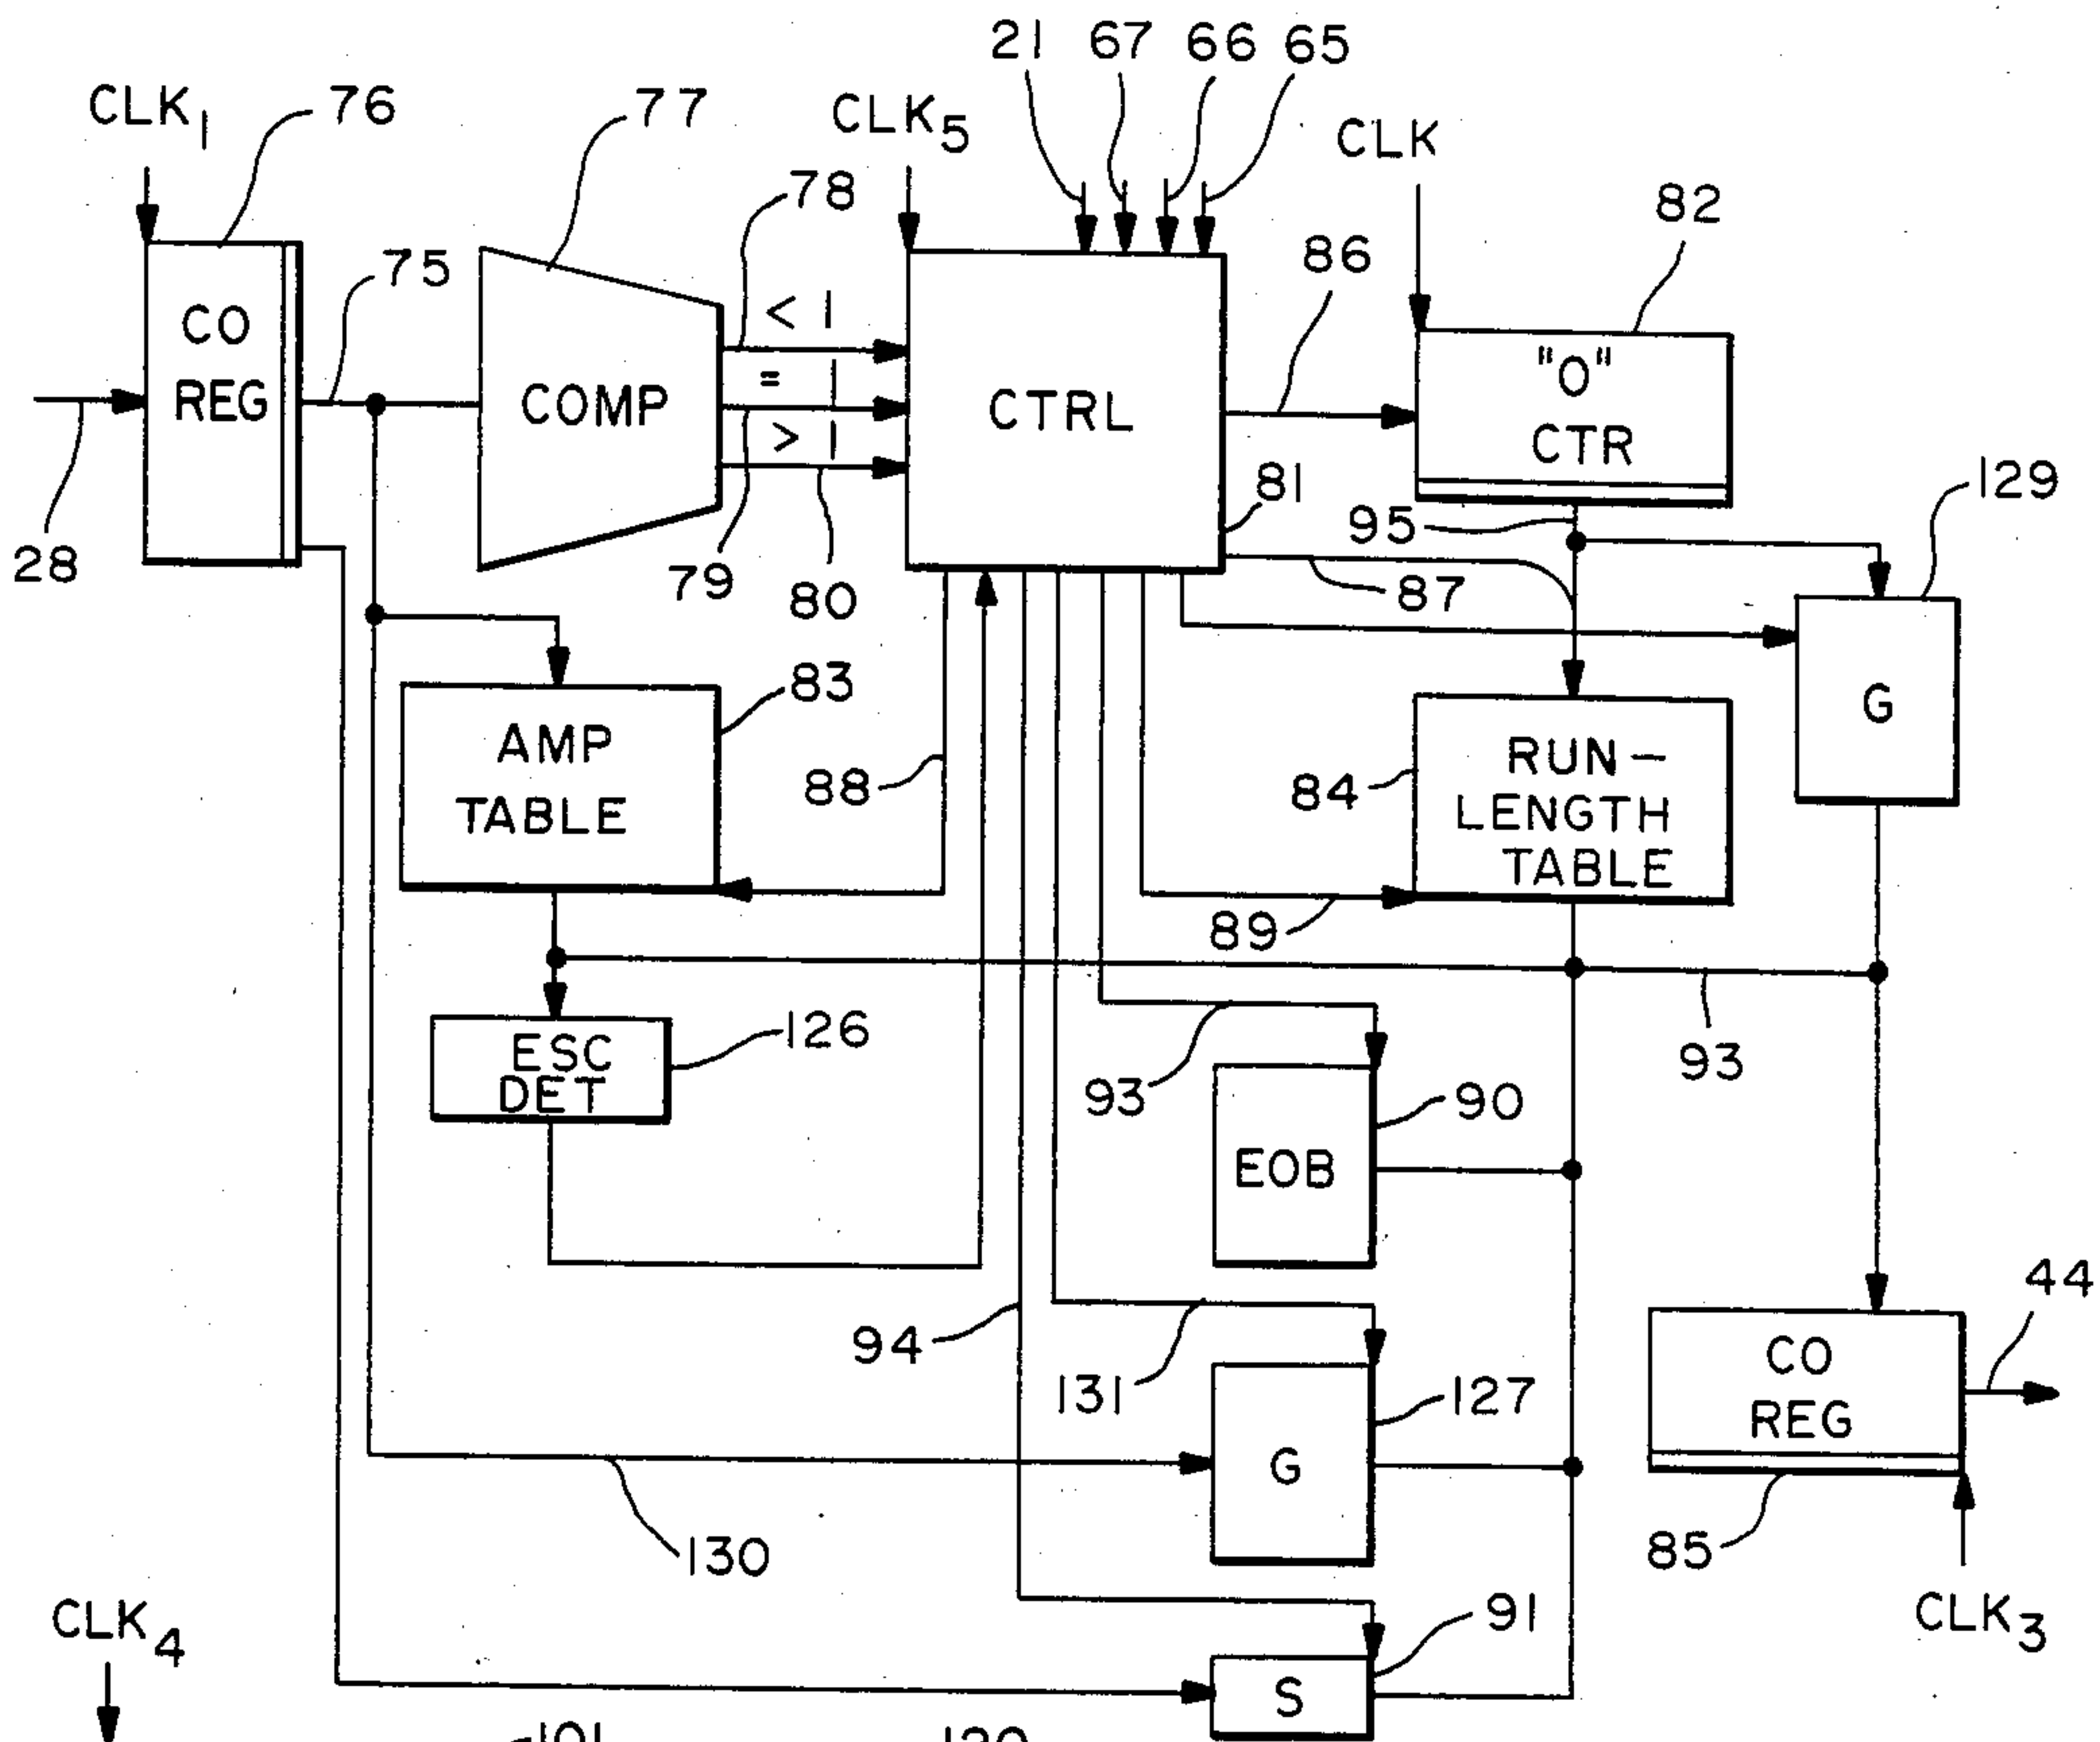 21 67 66 65
CLK1 76 77 CLK5 CLK
78 82
75 86
CO
REG
COMP
< 1
= 1
> 1
CTRL
"O"
CTR
28 79 80 81 95 129
87
83
AMP
TABLE
88
84
RUN-
LENGTH
TABLE
G
89
ESC
DET
126
93
93
90
EOB
94
131
127
G
44
CO
REG
130
85
CLK4
91
CLK3
S